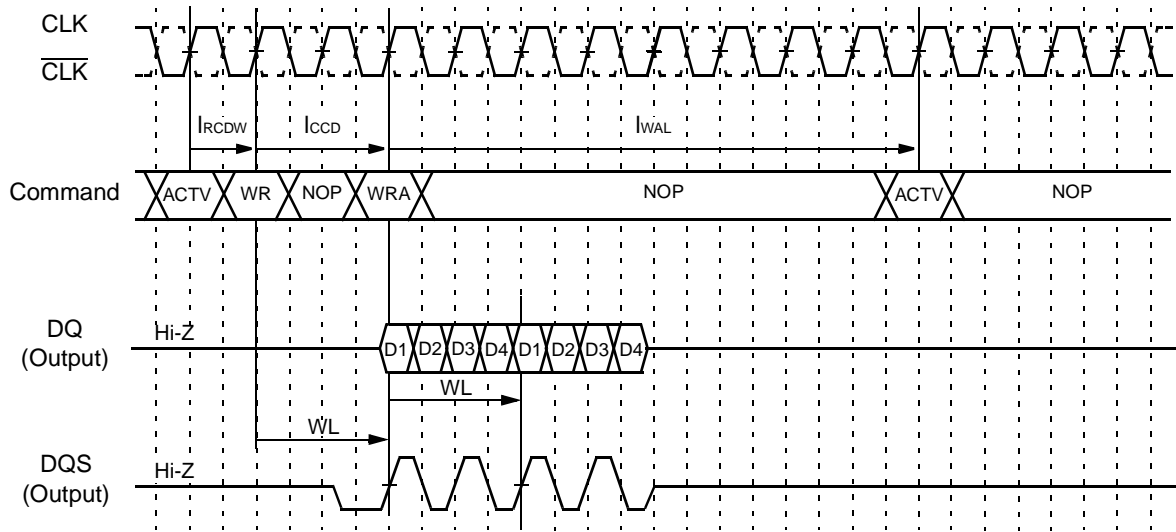 CLK
CLK
IRCDW ICCD IWAL
Command ACTV WR NOP WRA NOP ACTV NOP
DQ
(Output)
Hi-Z
D1 D2 D3 D4 D1 D2 D3 D4
WL
WL
DQS
(Output)
Hi-Z